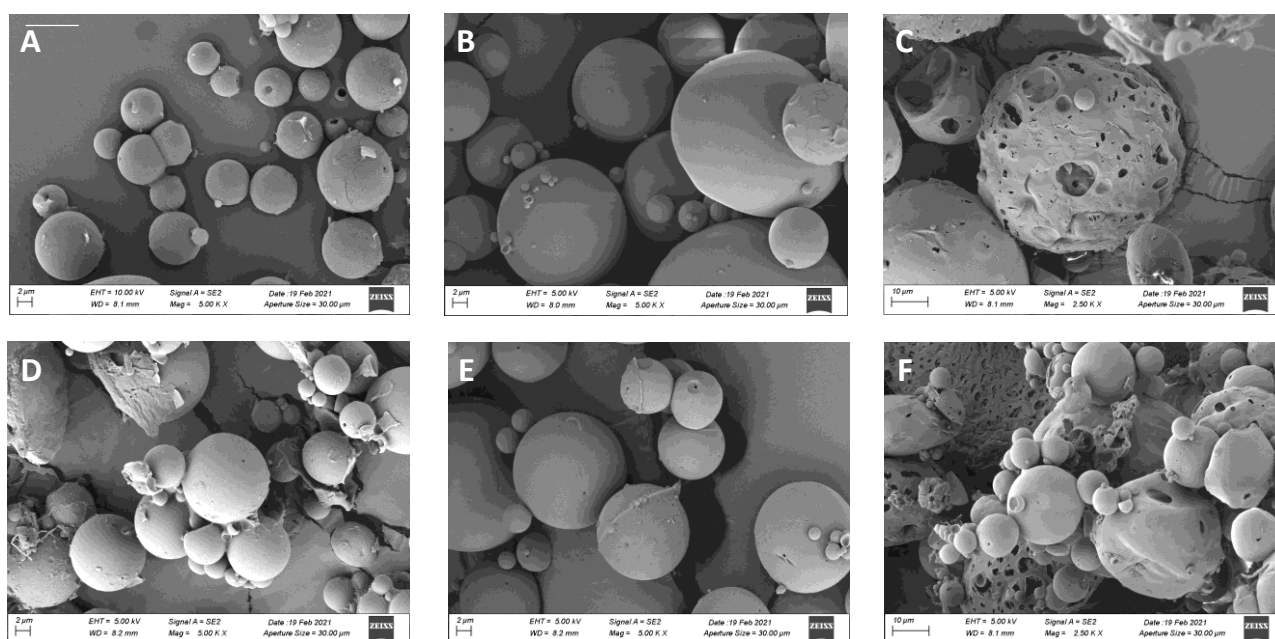 A
2 µm
EHT = 10.00 kV
Signal A = SE2
Date :19 Feb 2021
WD = 8.1 mm
Mag = 5.00 K X
Aperture Size = 30.00 µm
ZEISS
B
2 µm
EHT = 5.00 kV
Signal A = SE2
Date :19 Feb 2021
WD = 8.0 mm
Mag = 5.00 K X
Aperture Size = 30.00 µm
ZEISS
C
10 µm
EHT = 5.00 kV
Signal A = SE2
Date :19 Feb 2021
WD = 8.1 mm
Mag = 2.50 K X
Aperture Size = 30.00 µm
ZEISS
D
2 µm
EHT = 5.00 kV
Signal A = SE2
Date :19 Feb 2021
WD = 8.2 mm
Mag = 5.00 K X
Aperture Size = 30.00 µm
ZEISS
E
2 µm
EHT = 5.00 kV
Signal A = SE2
Date :19 Feb 2021
WD = 8.2 mm
Mag = 5.00 K X
Aperture Size = 30.00 µm
ZEISS
F
10 µm
EHT = 5.00 kV
Signal A = SE2
Date :19 Feb 2021
WD = 8.1 mm
Mag = 2.50 K X
Aperture Size = 30.00 µm
ZEISS